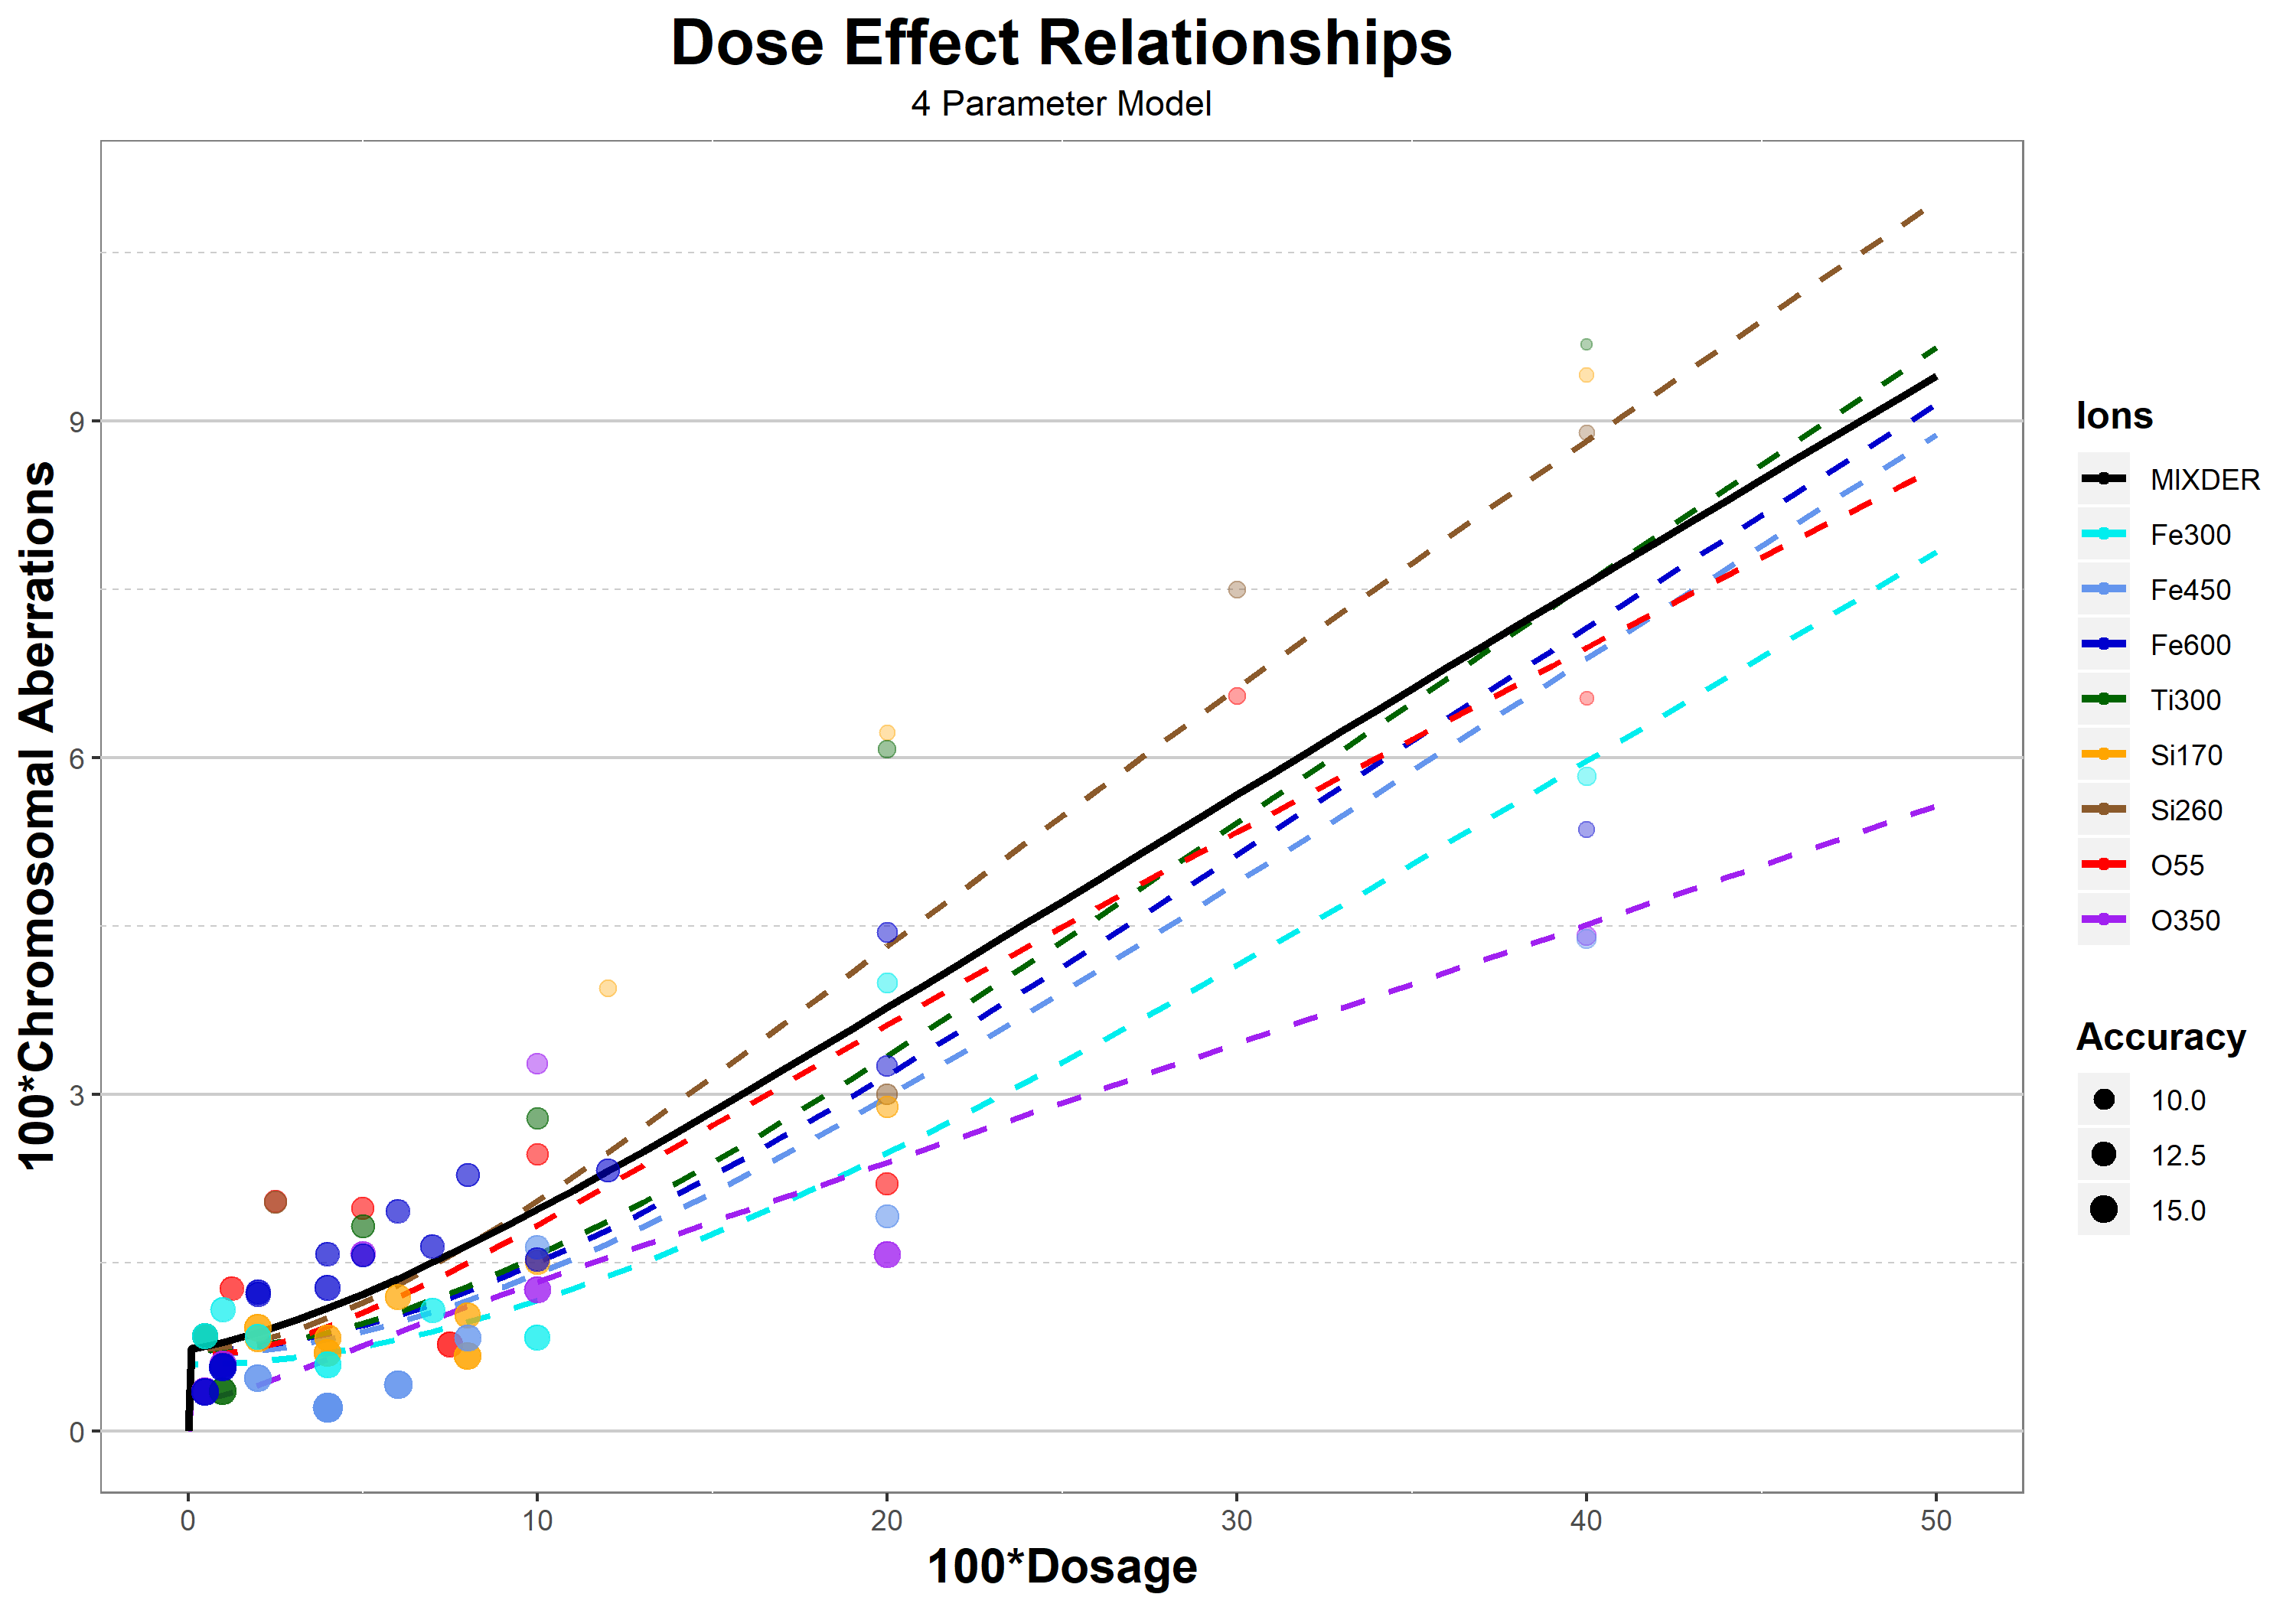 Dose Effect Relationships
4 Parameter Model
100*Chromosomal Aberrations
9
6
3
0
0 10 20 30 40 50
100*Dosage
Ions
MIXDER
Fe300
Fe450
Fe600
Ti300
Si170
Si260
O55
O350
Accuracy
10.0
12.5
15.0